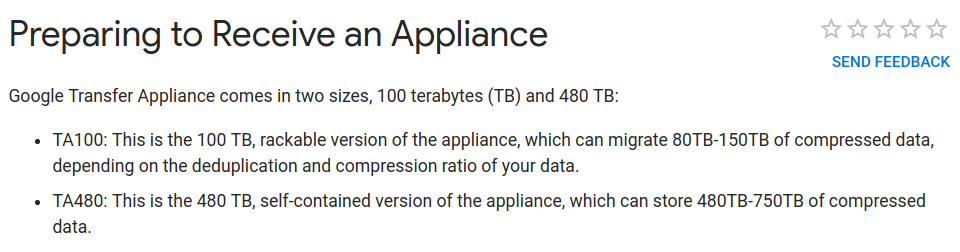 Preparing to Receive an Appliance
SEND FEEDBACK
Google Transfer Appliance comes in two sizes, 100 terabytes (TB) and 480 TB:
• TA100: This is the 100 TB, rackable version of the appliance, which can migrate 80TB-150TB of compressed data,
depending on the deduplication and compression ratio of your data.
• TA480: This is the 480 TB, self-contained version of the appliance, which can store 480TB-750TB of compressed
data.